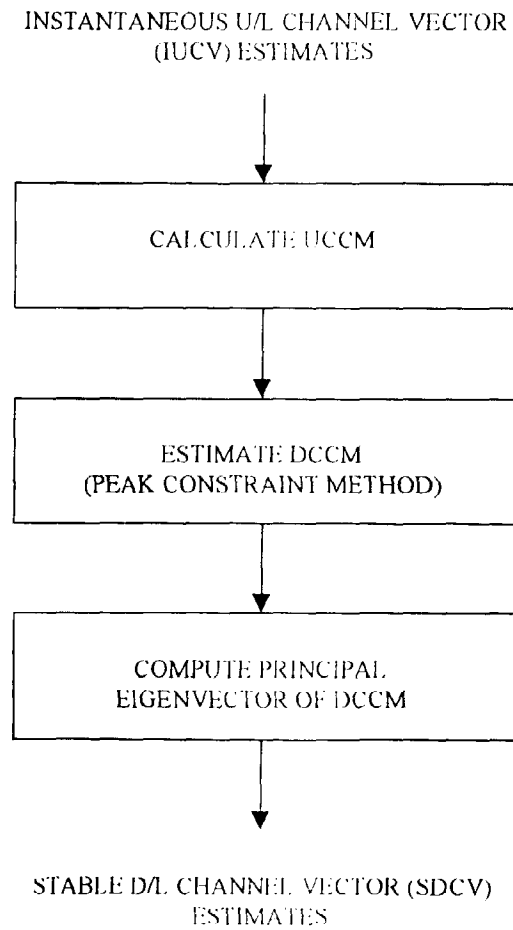 INSTANTANEOUS U/L CHANNEL VECTOR
(IUCV) ESTIMATES
CALCULATE UCCM
ESTIMATE DCCM
(PEAK CONSTRAINT METHOD)
COMPUTE PRINCIPAL
EIGENVECTOR OF DCCM
STABLE D/L CHANNEL VECTOR (SDCV)
ESTIMATES